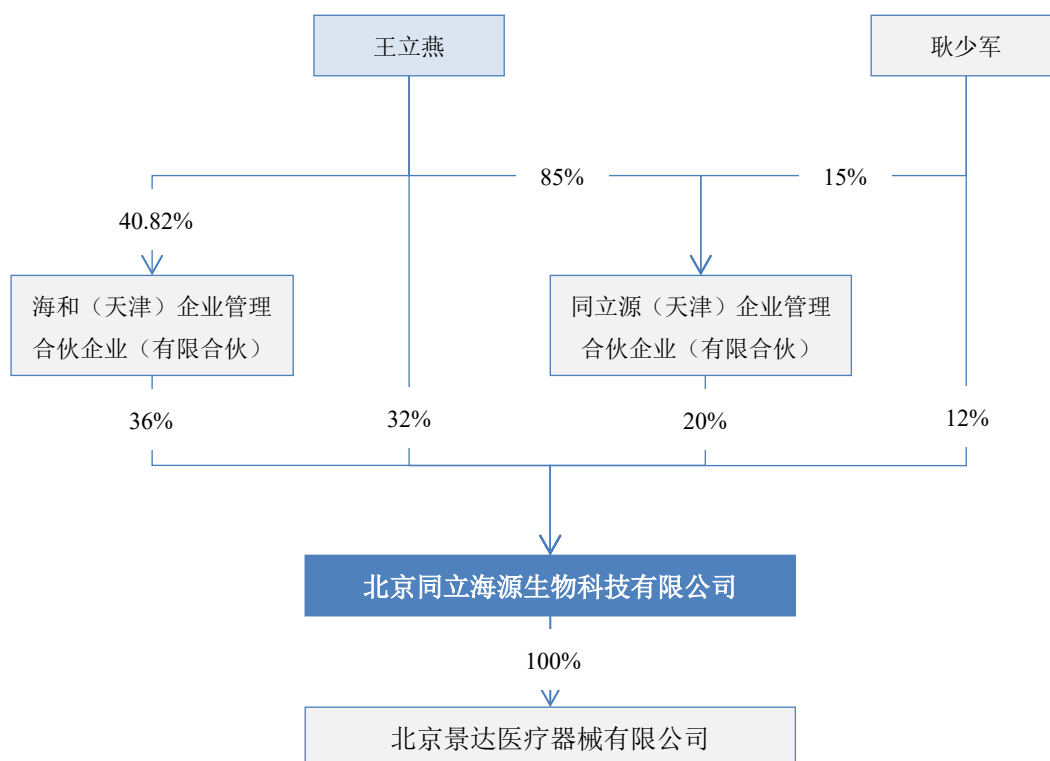 王立燕
耿少军
85%
15%
40.82%
海和（天津）企业管理
合伙企业（有限合伙）
同立源（天津）企业管理
合伙企业（有限合伙）
36%
32%
20%
12%
北京同立海源生物科技有限公司
100%
北京景达医疗器械有限公司